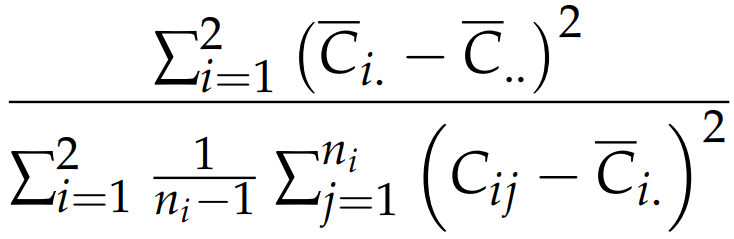 \frac{\sum_{i=1}^{2} \left(\overline{C}_{i.} - \overline{C}_{..}\right)^2}{\sum_{i=1}^{2} \frac{1}{n_i-1} \sum_{j=1}^{n_i} \left(C_{ij} - \overline{C}_{i.}\right)^2}